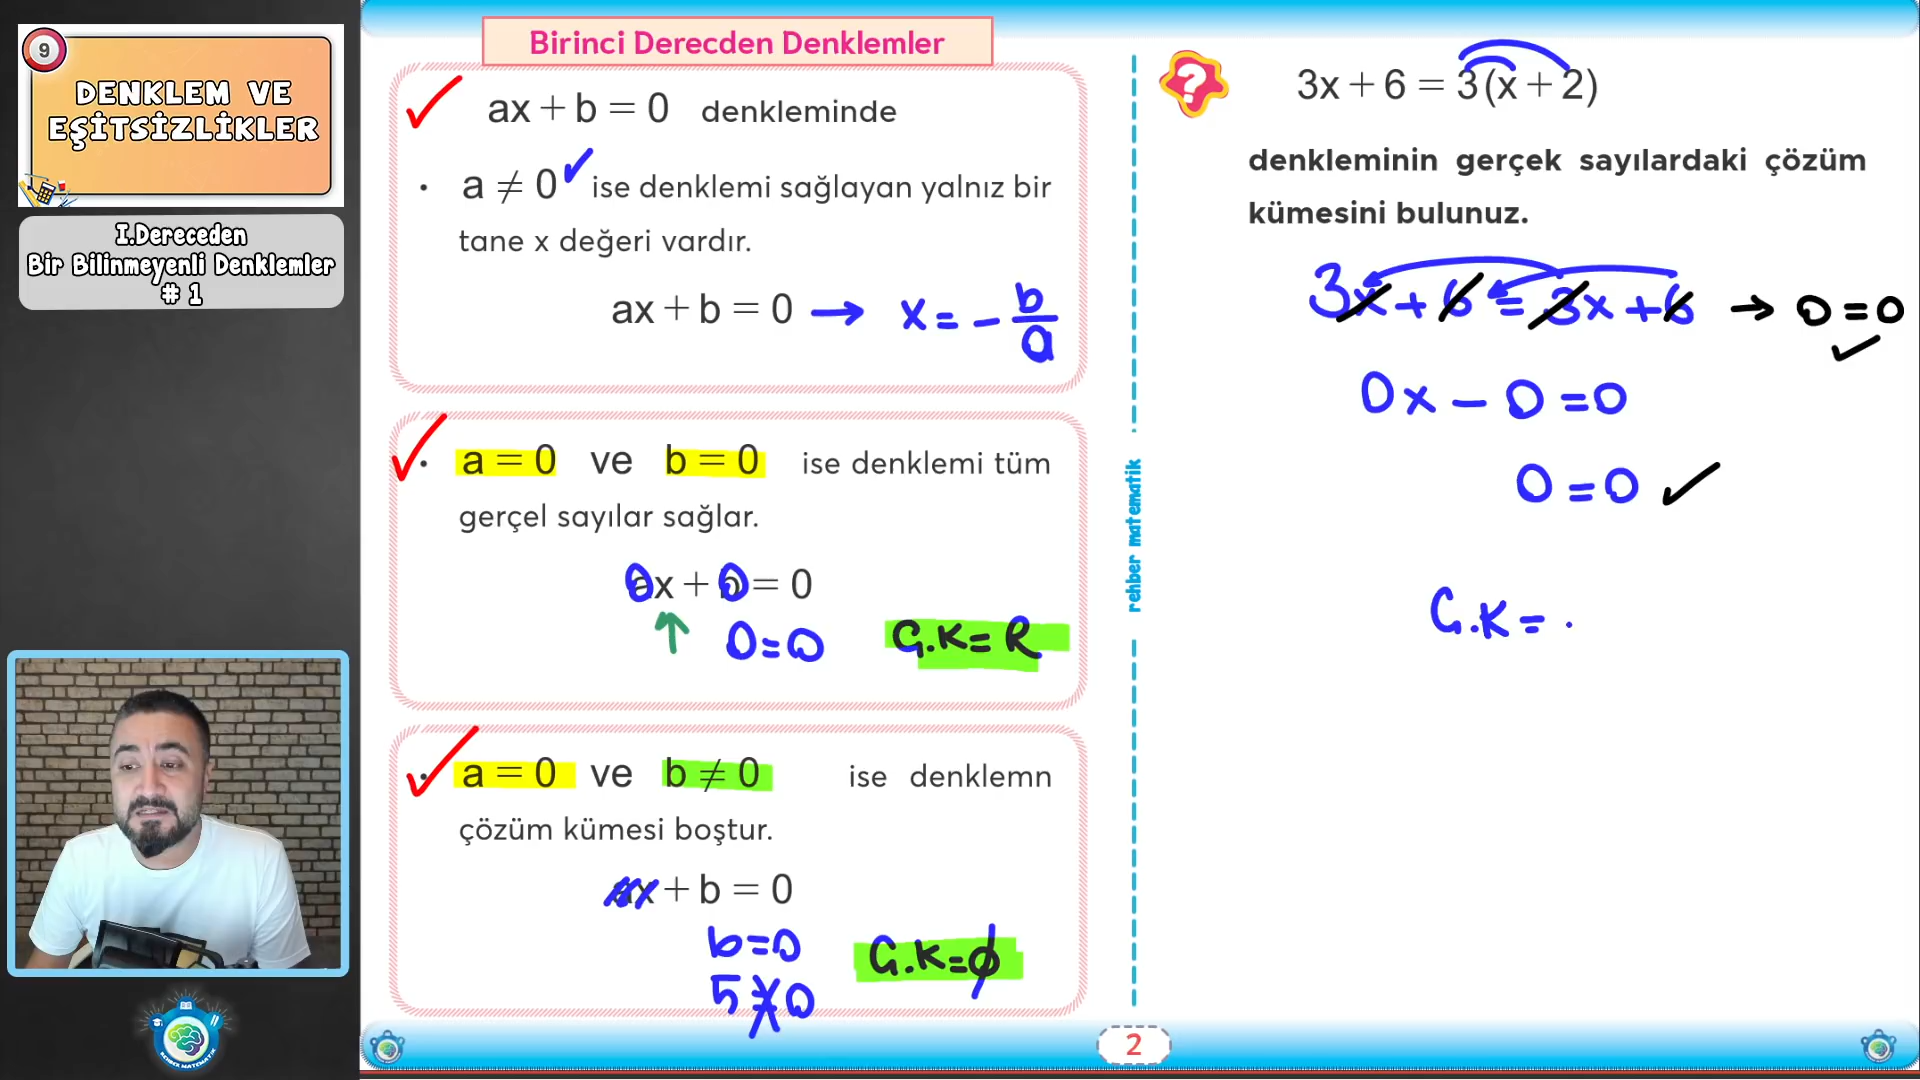 9
DENKLEM VE
EŞİTSİZLİKLER
I.Dereceden
Bir Bilinmeyenli Denklemler
# 1
REHBER MATEMATİK
Birinci Derecden Denklemler
ax + b = 0 denkleminde
• a ≠ 0 ise denklemi sağlayan yalnız bir
tane x değeri vardır.
ax + b = 0 → x = - b/a
• a = 0 ve b = 0 ise denklemi tüm
gerçel sayılar sağlar.
ax + b = 0
0 = 0
Ç.K = R
• a = 0 ve b ≠ 0 ise denklemn
çözüm kümesi boştur.
ax + b = 0
b = 0
5 ≠ 0
Ç.K = ∅
rehber matematik
?
3x + 6 = 3(x + 2)
denkleminin gerçek sayılardaki çözüm
kümesini bulunuz.
3x + 6 = 3x + 6 → 0 = 0
0x - 0 = 0
0 = 0
Ç.K =
2